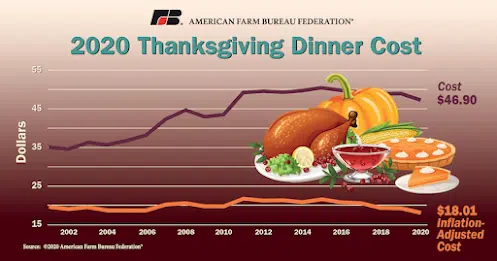 AMERICAN FARM BUREAU FEDERATION®
2020 Thanksgiving Dinner Cost
55
45
35
25
15
Dollars
Cost
$46.90
$18.01
Inflation-
Adjusted
Cost
2002
2004
2006
2008
2010
2012
2014
2016
2018
2020
Source: ©2020 American Farm Bureau Federation®